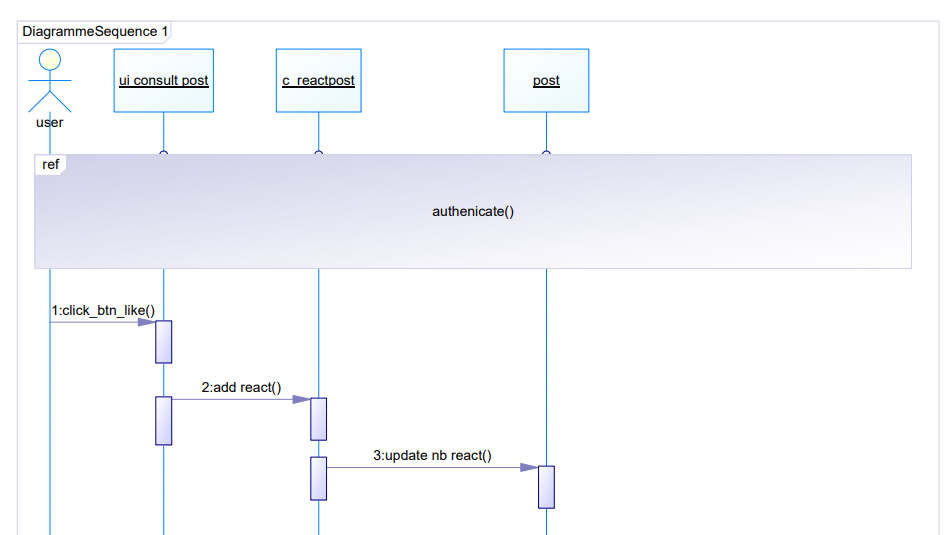 DiagrammeSequence 1
user
ui consult post
c_reactpost
post
ref
authenicate()
1:click_btn_like()
2:add react()
3:update nb react()